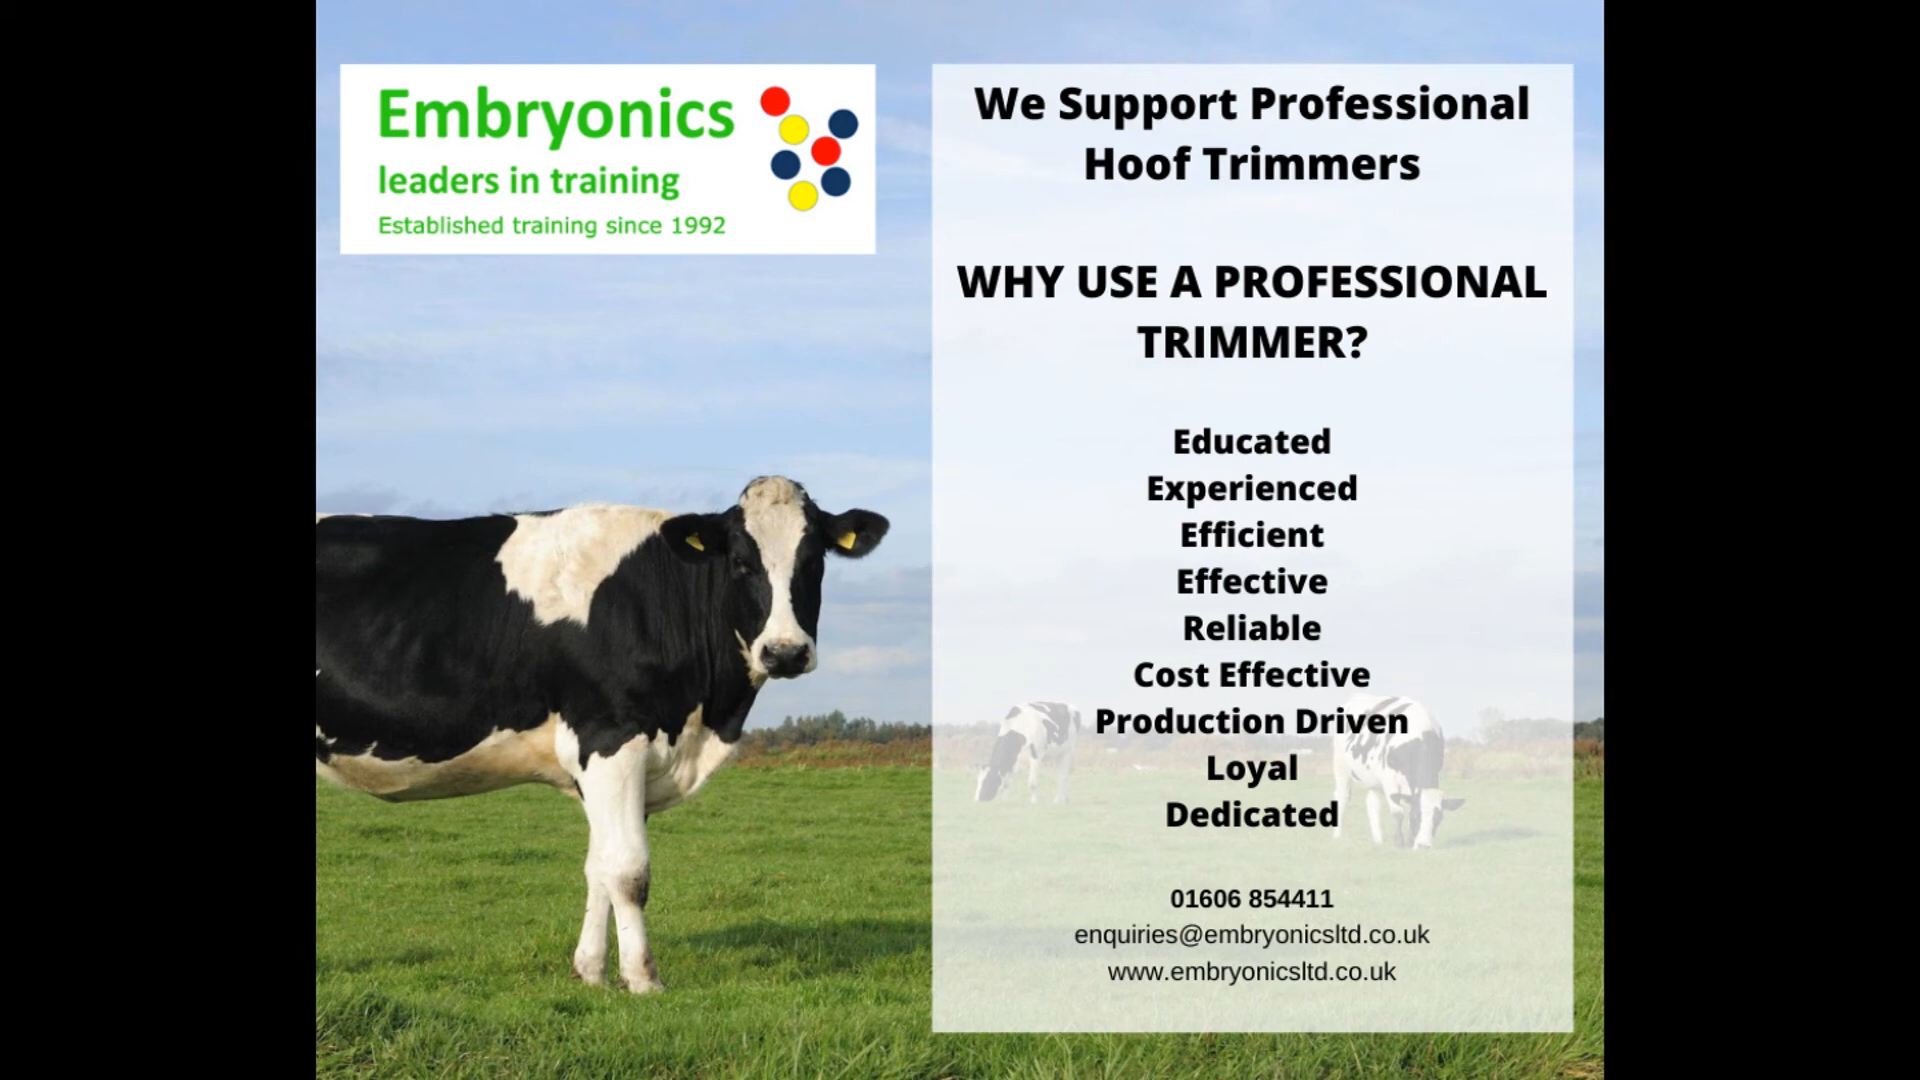 Embryonics
leaders in training
Established training since 1992
We Support Professional
Hoof Trimmers
WHY USE A PROFESSIONAL
TRIMMER?
Educated
Experienced
Efficient
Effective
Reliable
Cost Effective
Production Driven
Loyal
Dedicated
01606 854411
enquiries@embryonicsltd.co.uk
www.embryonicsltd.co.uk